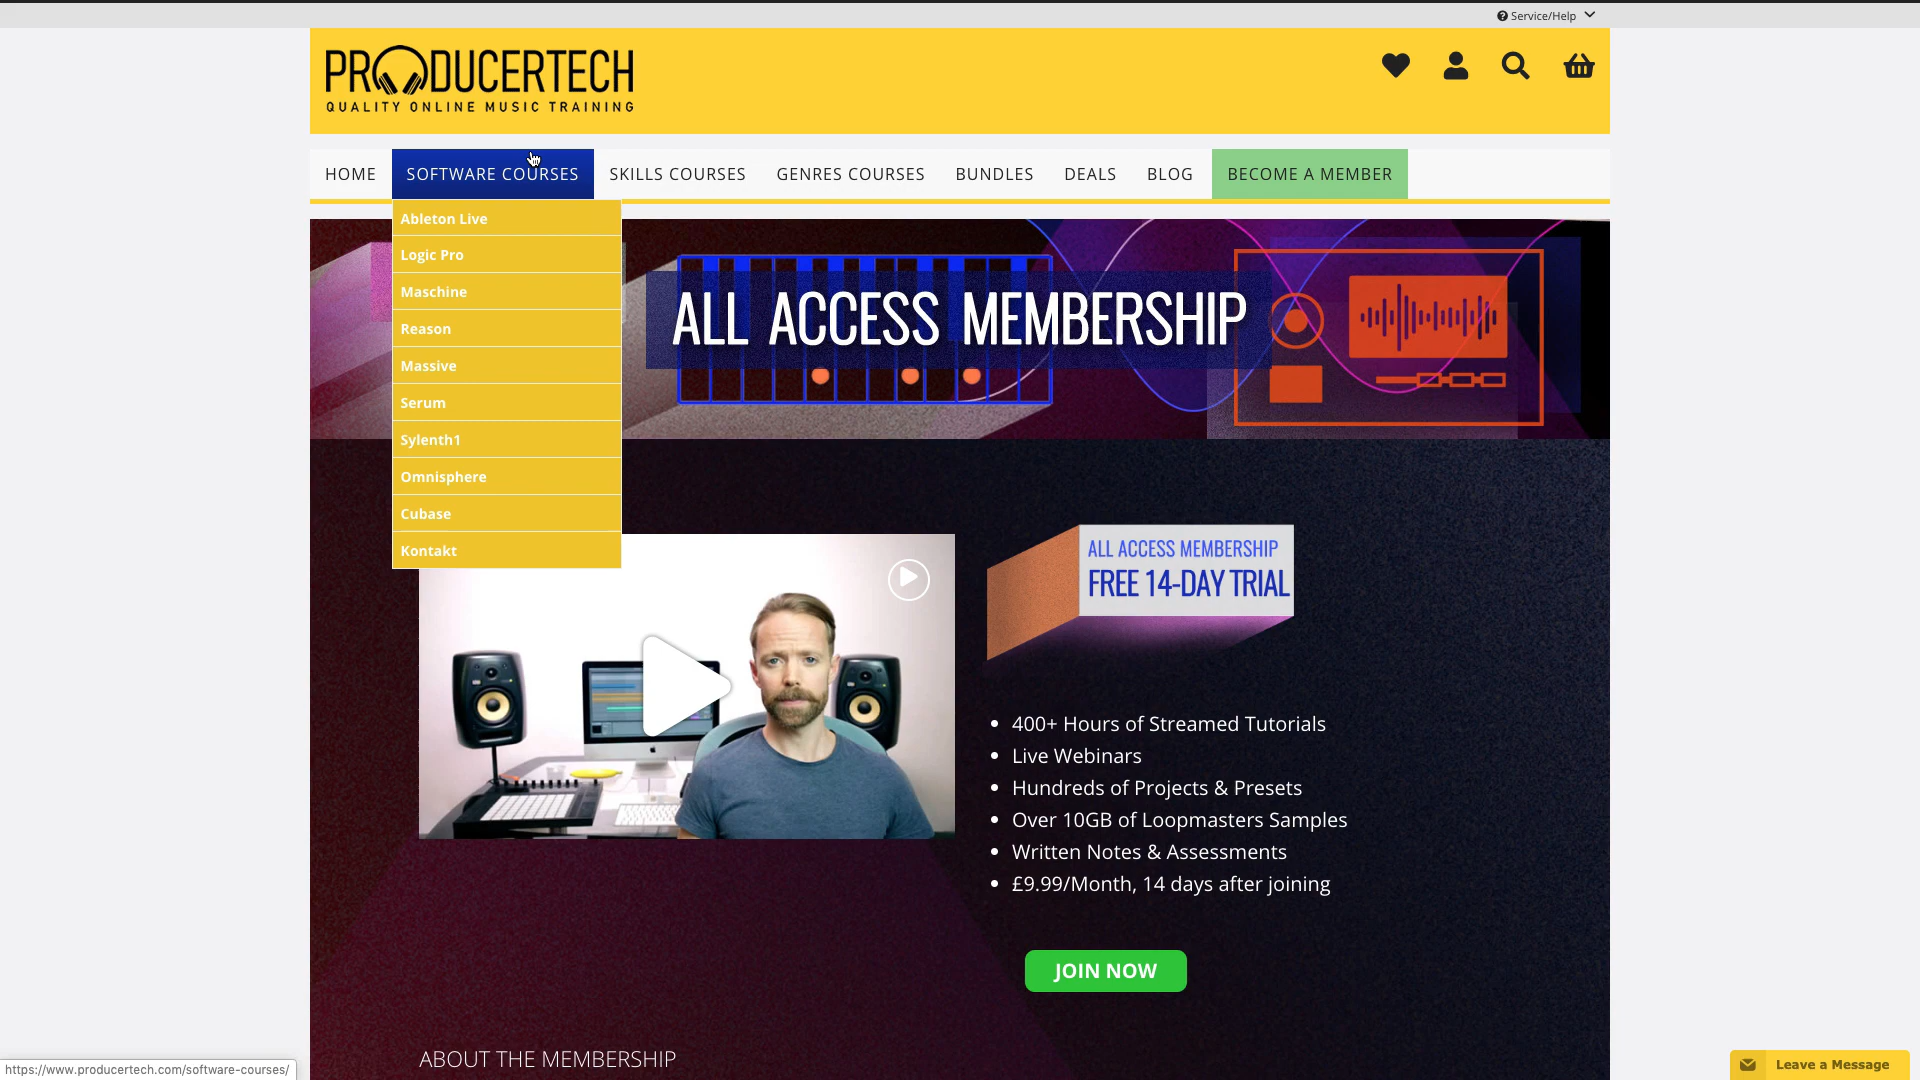 Service/Help
PRODUCERTECH
QUALITY ONLINE MUSIC TRAINING
HOME SOFTWARE COURSES SKILLS COURSES GENRES COURSES BUNDLES DEALS BLOG BECOME A MEMBER
Ableton Live
Logic Pro
Maschine
Reason
Massive
Serum
Sylenth1
Omnisphere
Cubase
Kontakt
ALL ACCESS MEMBERSHIP
ALL ACCESS MEMBERSHIP
FREE 14-DAY TRIAL
• 400+ Hours of Streamed Tutorials
• Live Webinars
• Hundreds of Projects & Presets
• Over 10GB of Loopmasters Samples
• Written Notes & Assessments
• £9.99/Month, 14 days after joining
JOIN NOW
ABOUT THE MEMBERSHIP
https://www.producertech.com/software-courses/
Leave a Message